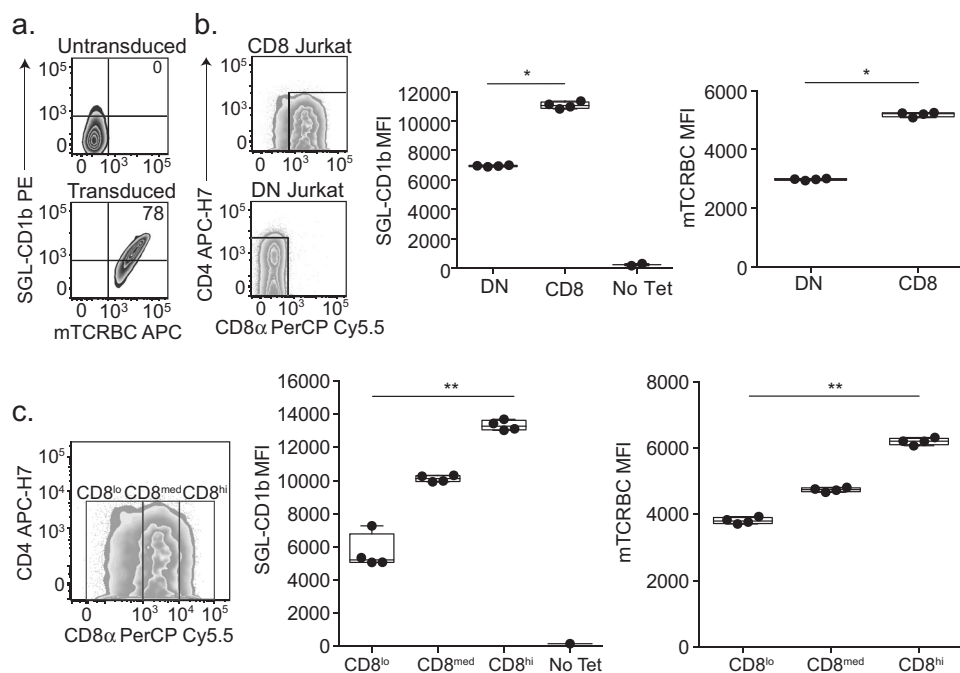 a.
Untransduced
0
10⁵
10³
0
0 10³ 10⁵
Transduced
78
10⁵
10³
0
0 10³ 10⁵
SGL-CD1b PE
mTCRBC APC
b.
CD8 Jurkat
10⁵
10³
0
0 10³ 10⁵
DN Jurkat
10⁵
10³
0
0 10³ 10⁵
CD4 APC-H7
CD8α PerCP Cy5.5
SGL-CD1b MFI
12000
10000
8000
6000
4000
2000
0
*
DN CD8 No Tet
mTCRBC MFI
6000
4000
2000
0
*
DN CD8
c.
CD4 APC-H7
10⁵
10⁴
10³
0
CD8ˡᵒ CD8ᵐᵉᵈ CD8ʰⁱ
0 10³ 10⁴ 10⁵
CD8α PerCP Cy5.5
SGL-CD1b MFI
16000
14000
12000
10000
8000
6000
4000
2000
0
**
CD8ˡᵒ CD8ᵐᵉᵈ CD8ʰⁱ No Tet
mTCRBC MFI
8000
6000
4000
2000
0
**
CD8ˡᵒ CD8ᵐᵉᵈ CD8ʰⁱ